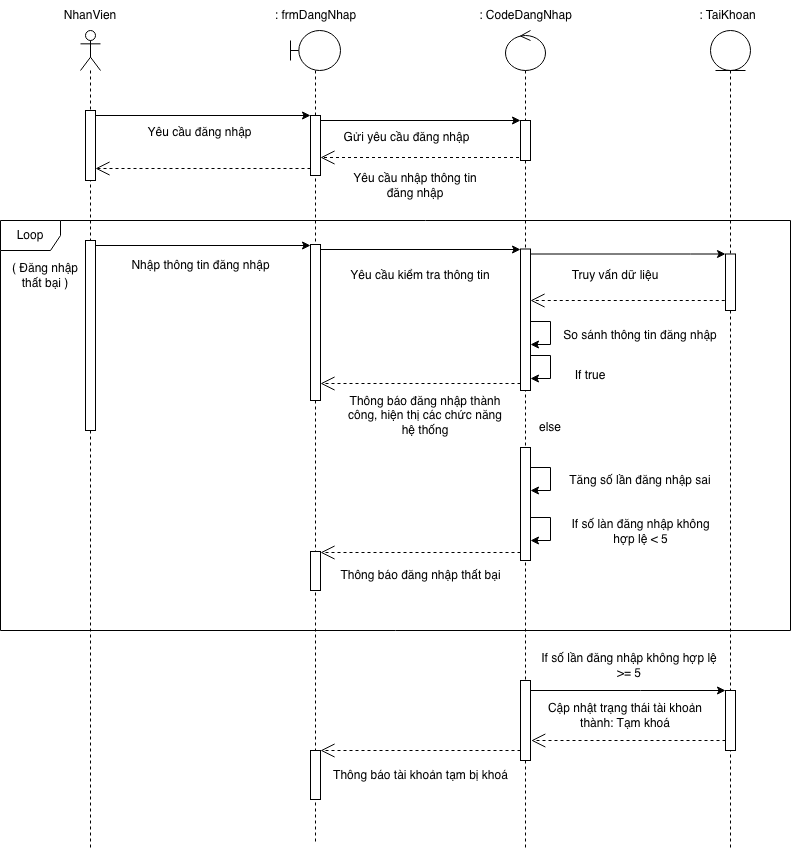 NhanVien
: frmDangNhap
: CodeDangNhap
: TaiKhoan
Yêu cầu đăng nhập
Gửi yêu cầu đăng nhập
Yêu cầu nhập thông tin
đăng nhập
Loop
( Đăng nhập
thất bại )
Nhập thông tin đăng nhập
Yêu cầu kiểm tra thông tin
Truy vấn dữ liệu
So sánh thông tin đăng nhập
If true
Thông báo đăng nhập thành
công, hiện thị các chức năng
hệ thống
else
Tăng số lần đăng nhập sai
If số làn đăng nhập không
hợp lệ < 5
Thông báo đăng nhập thất bại
If số lần đăng nhập không hợp lệ
>= 5
Cập nhật trạng thái tài khoản
thành: Tạm khoá
Thông báo tài khoản tạm bị khoá